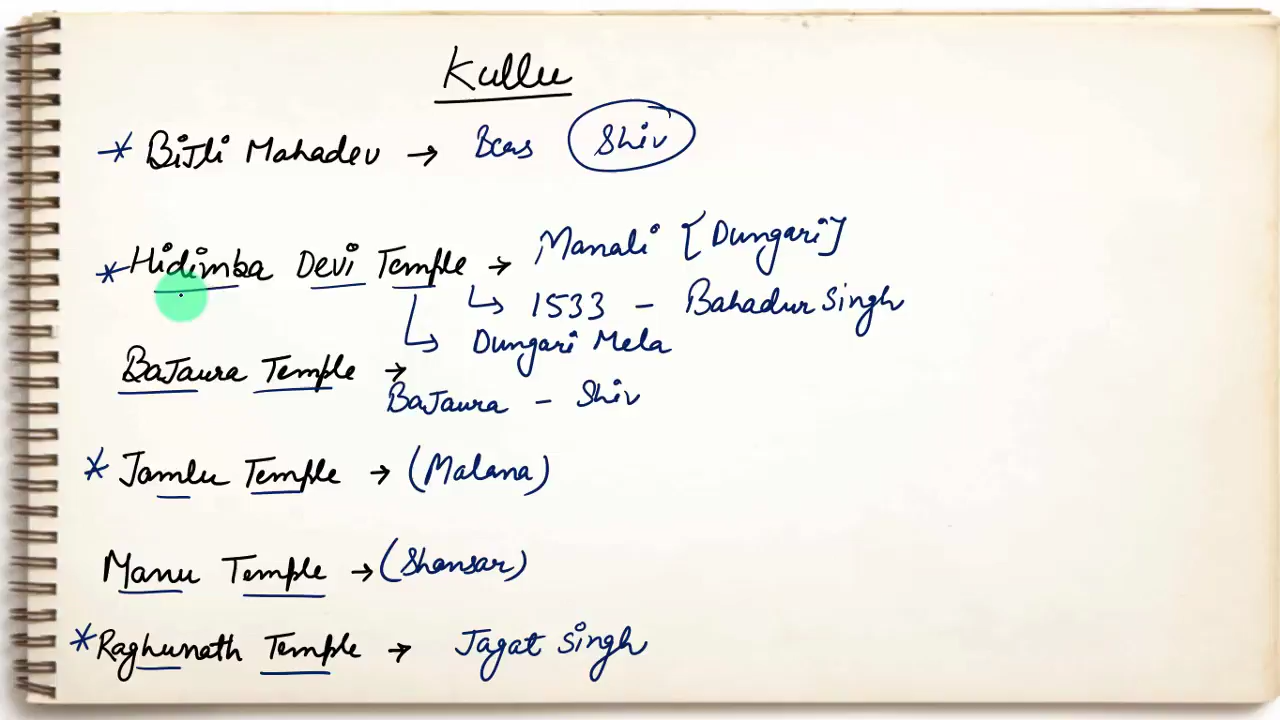 Kullu
* Bijli Mahadev → Beas Shiv
* Hidimba Devi Temple → Manali [Dungari]
↳ 1533 - Bahadur Singh
↳ Dungari Mela
Bajaura Temple →
Bajaura - Shiv
* Jamlu Temple → (Malana)
Manu Temple → (Shansar)
* Raghunath Temple → Jagat Singh